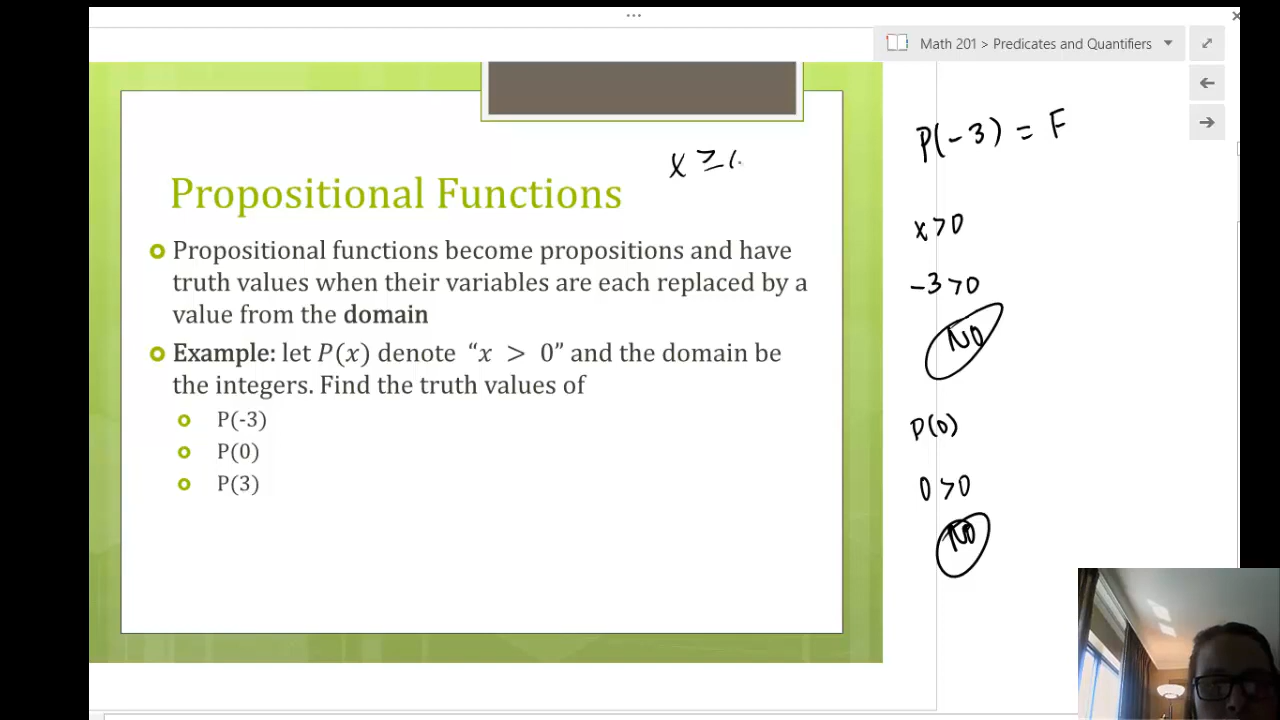 Math 201 > Predicates and Quantifiers
P(-3) = F
x ≥
Propositional Functions
x>0
Propositional functions become propositions and have
truth values when their variables are each replaced by a
value from the domain
-3>0
NO
Example: let P(x) denote “x > 0” and the domain be
the integers. Find the truth values of
P(-3)
P(0)
P(3)
P(0)
0>0
NO